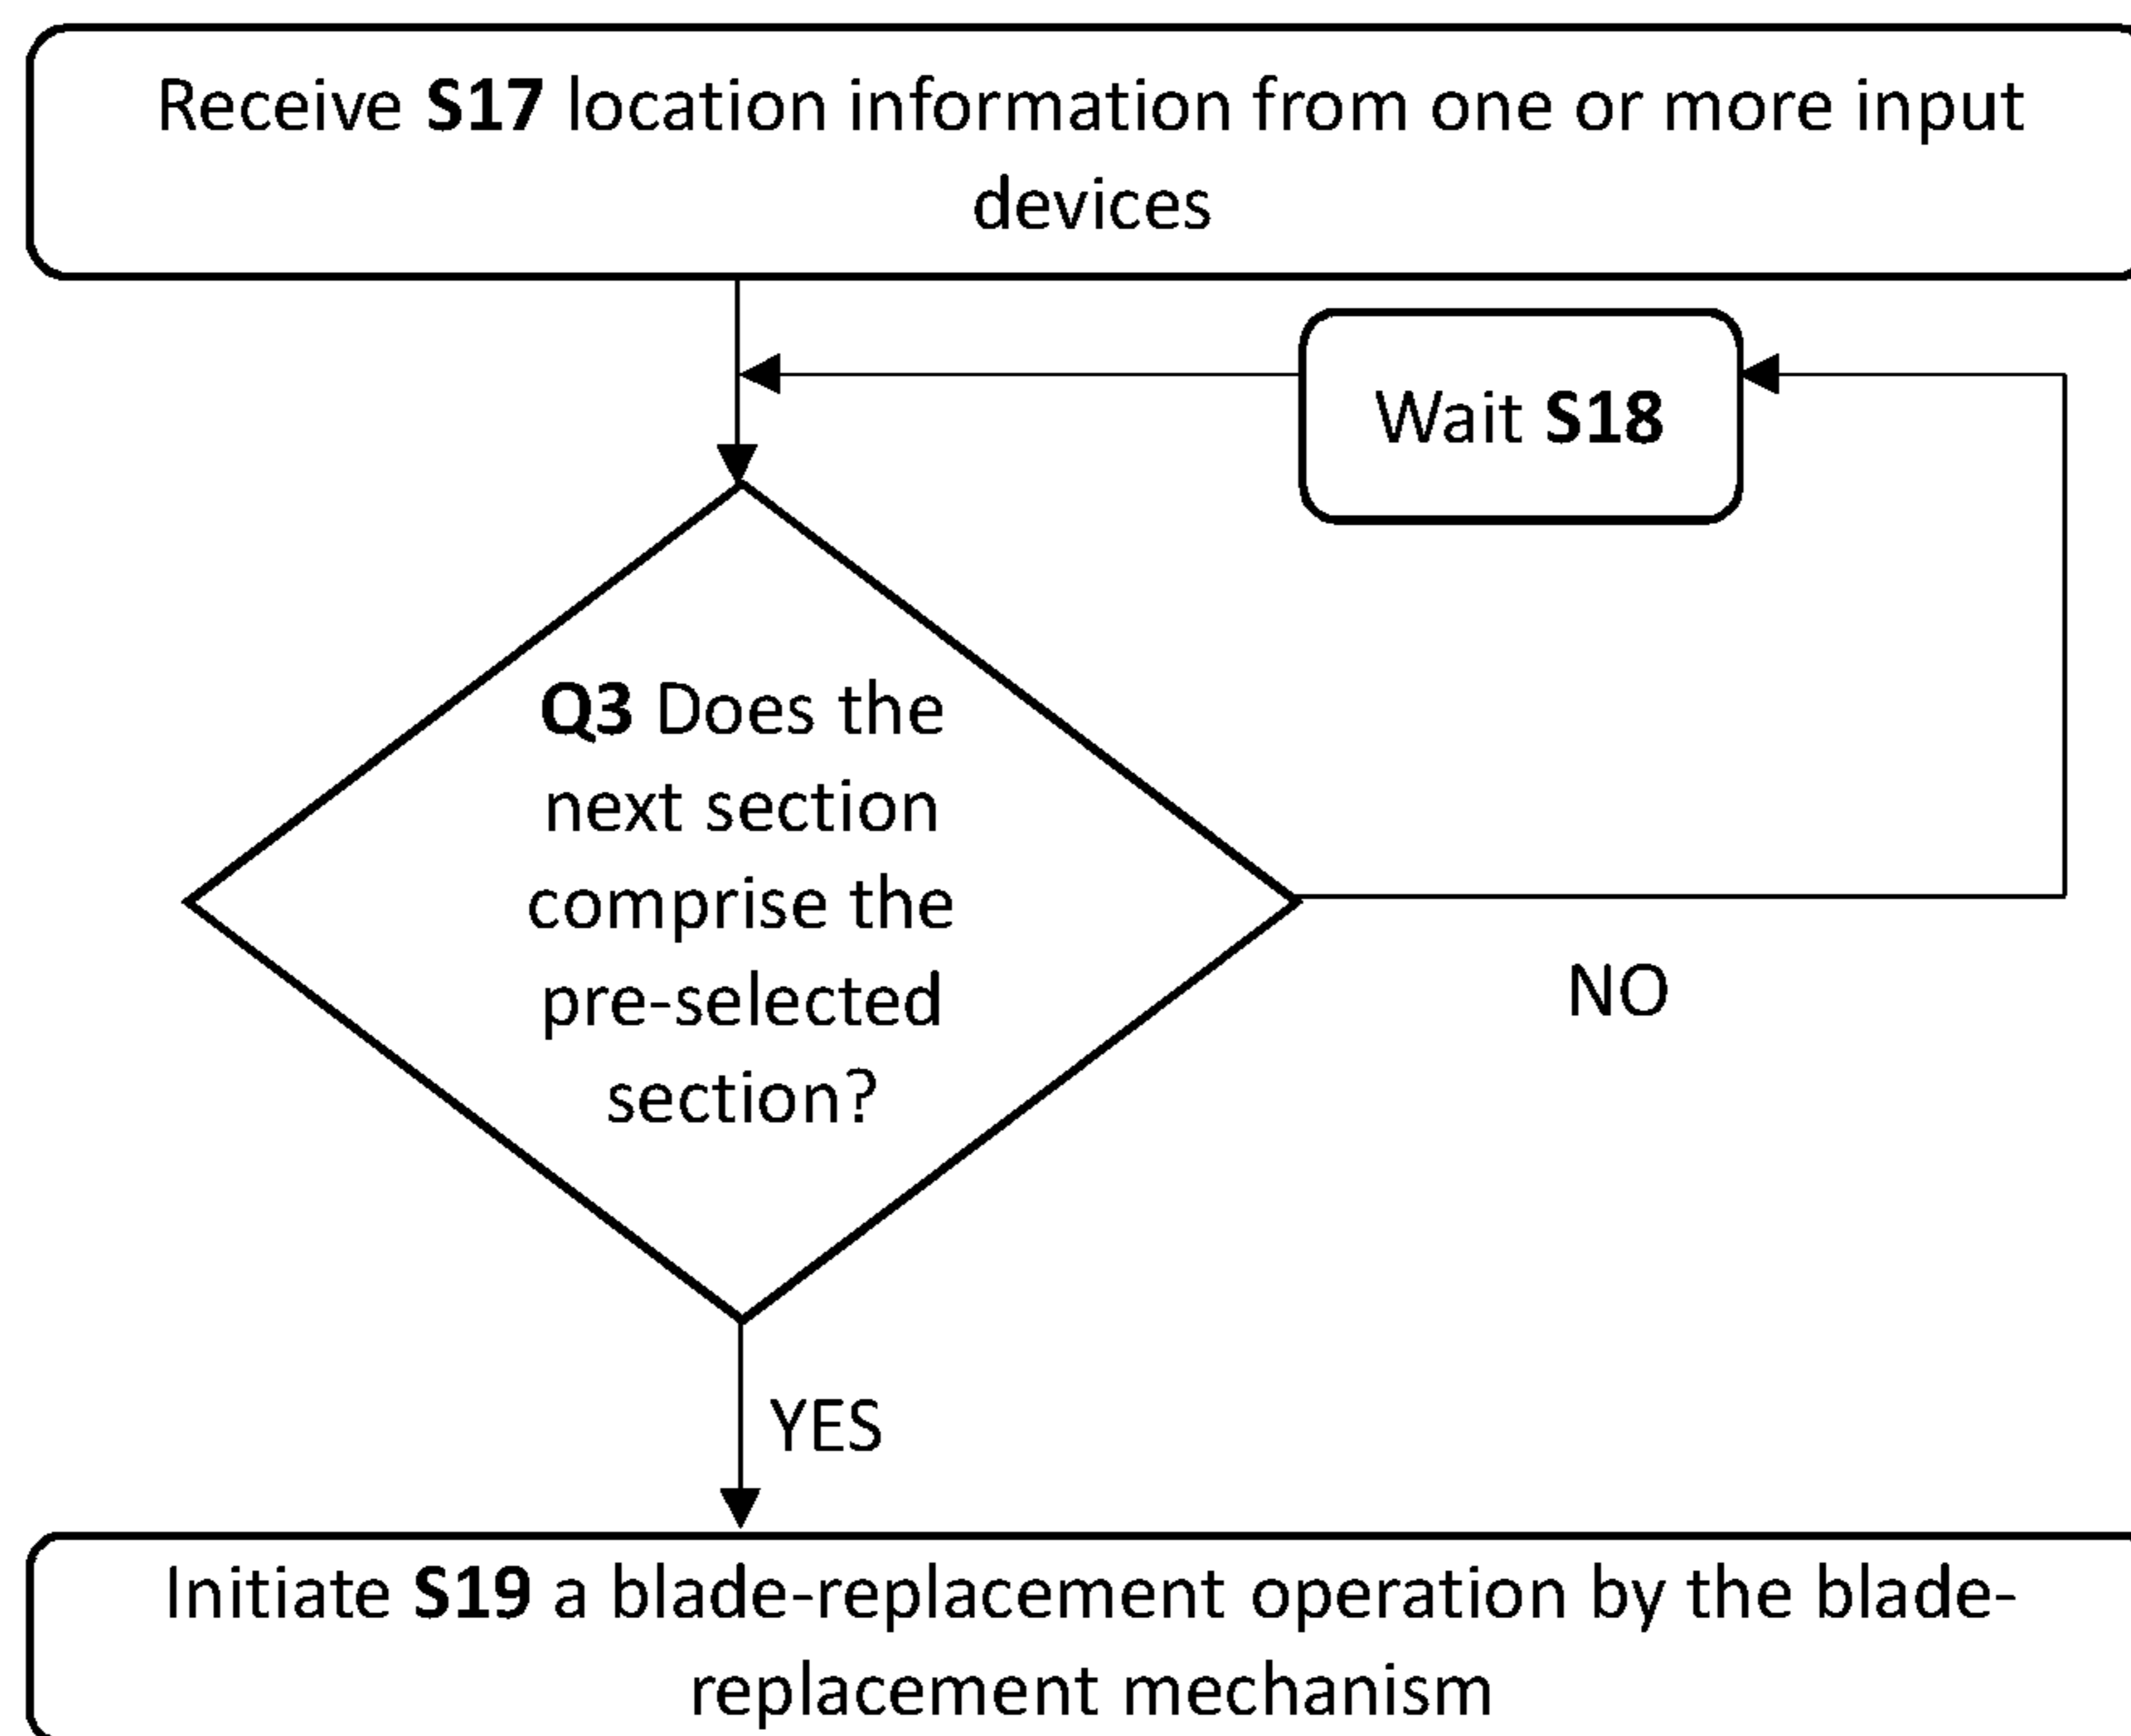 Receive S17 location information from one or more input
devices
Wait S18
Q3 Does the
next section
comprise the
pre-selected
section?
NO
YES
Initiate S19 a blade-replacement operation by the blade-
replacement mechanism